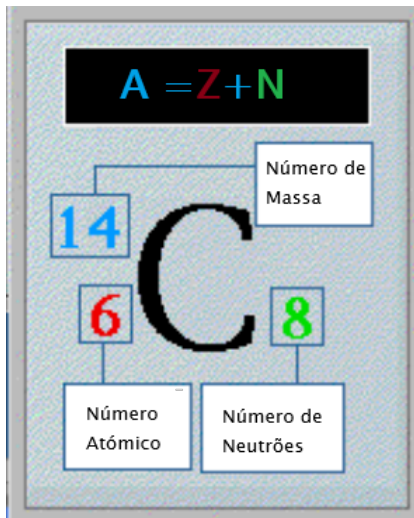 A =Z+N
Número de
Massa
14
C
6
8
Número
Atómico
Número de
Neutrões